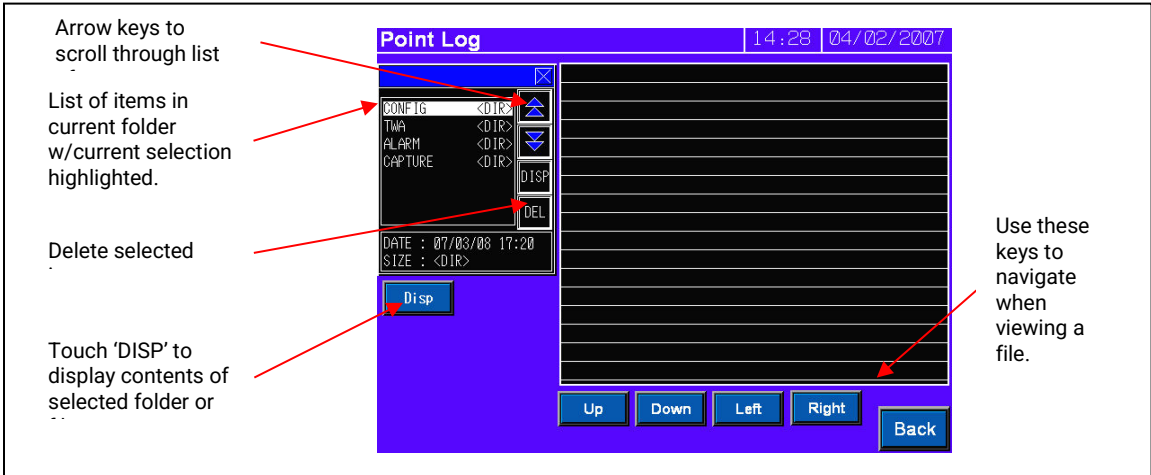 Arrow keys to
scroll through list
List of items in
current folder
w/current selection
highlighted.
Delete selected
Touch ‘DISP’ to
display contents of
selected folder or
Point Log 14:28 04/02/2007
CONFIG <DIR>
TWA <DIR>
ALARM <DIR>
CAPTURE <DIR>
DISP
DEL
DATE : 07/03/08 17:20
SIZE : <DIR>
Disp
Up Down Left Right
Back
Use these
keys to
navigate
when
viewing a
file.